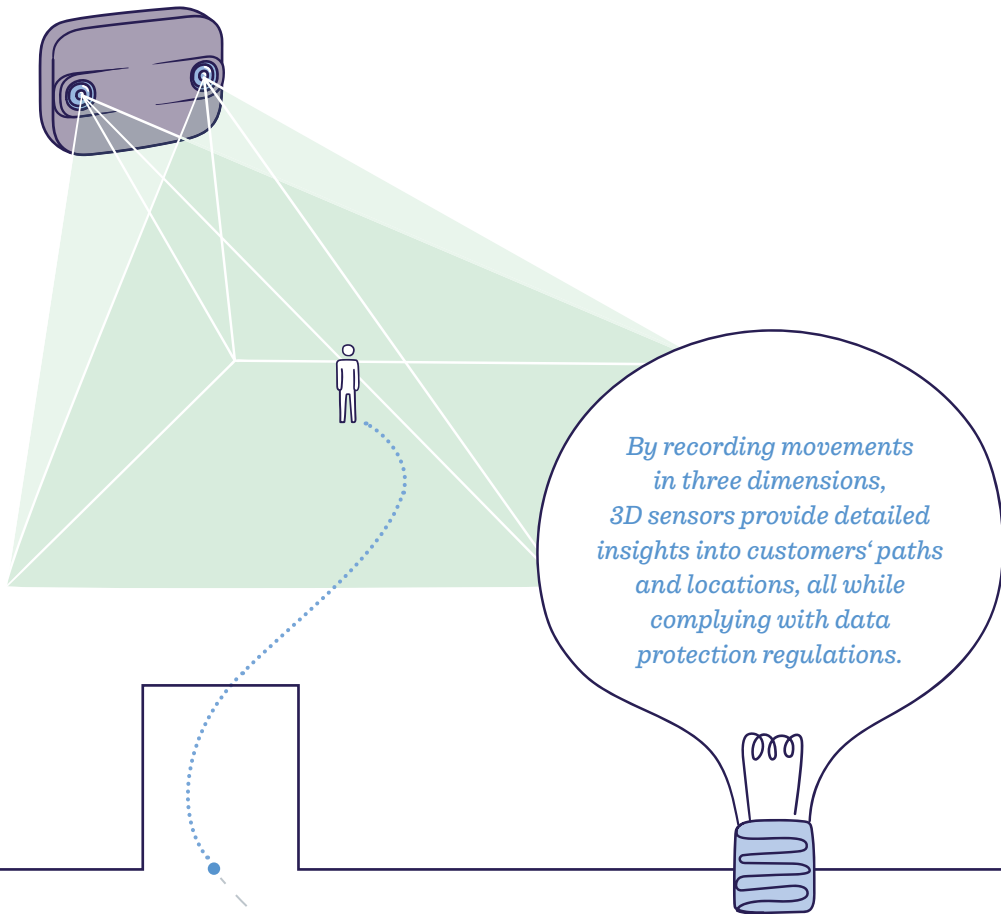 By recording movements
in three dimensions,
3D sensors provide detailed
insights into customers‘ paths
and locations, all while
complying with data
protection regulations.